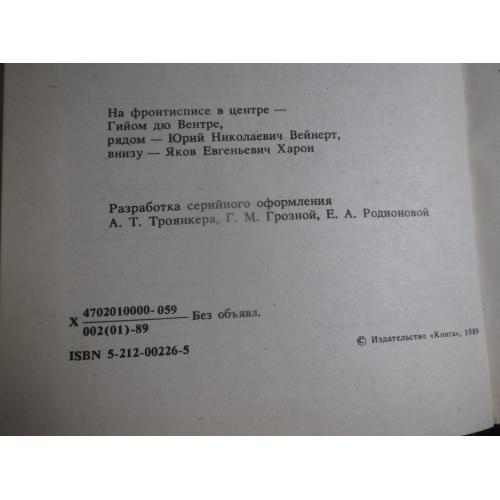 На фронтисписе в центре —
Гийом дю Вентре,
рядом — Юрий Николаевич Вейнерт,
внизу — Яков Евгеньевич Харон
Разработка серийного оформления
А. Т. Троянкера, Г. М. Грозной, Е. А. Родионовой
Х 4702010000-059
002(01)-89
Без объявл.
ISBN 5-212-00226-5
© Издательство «Книга», 1989